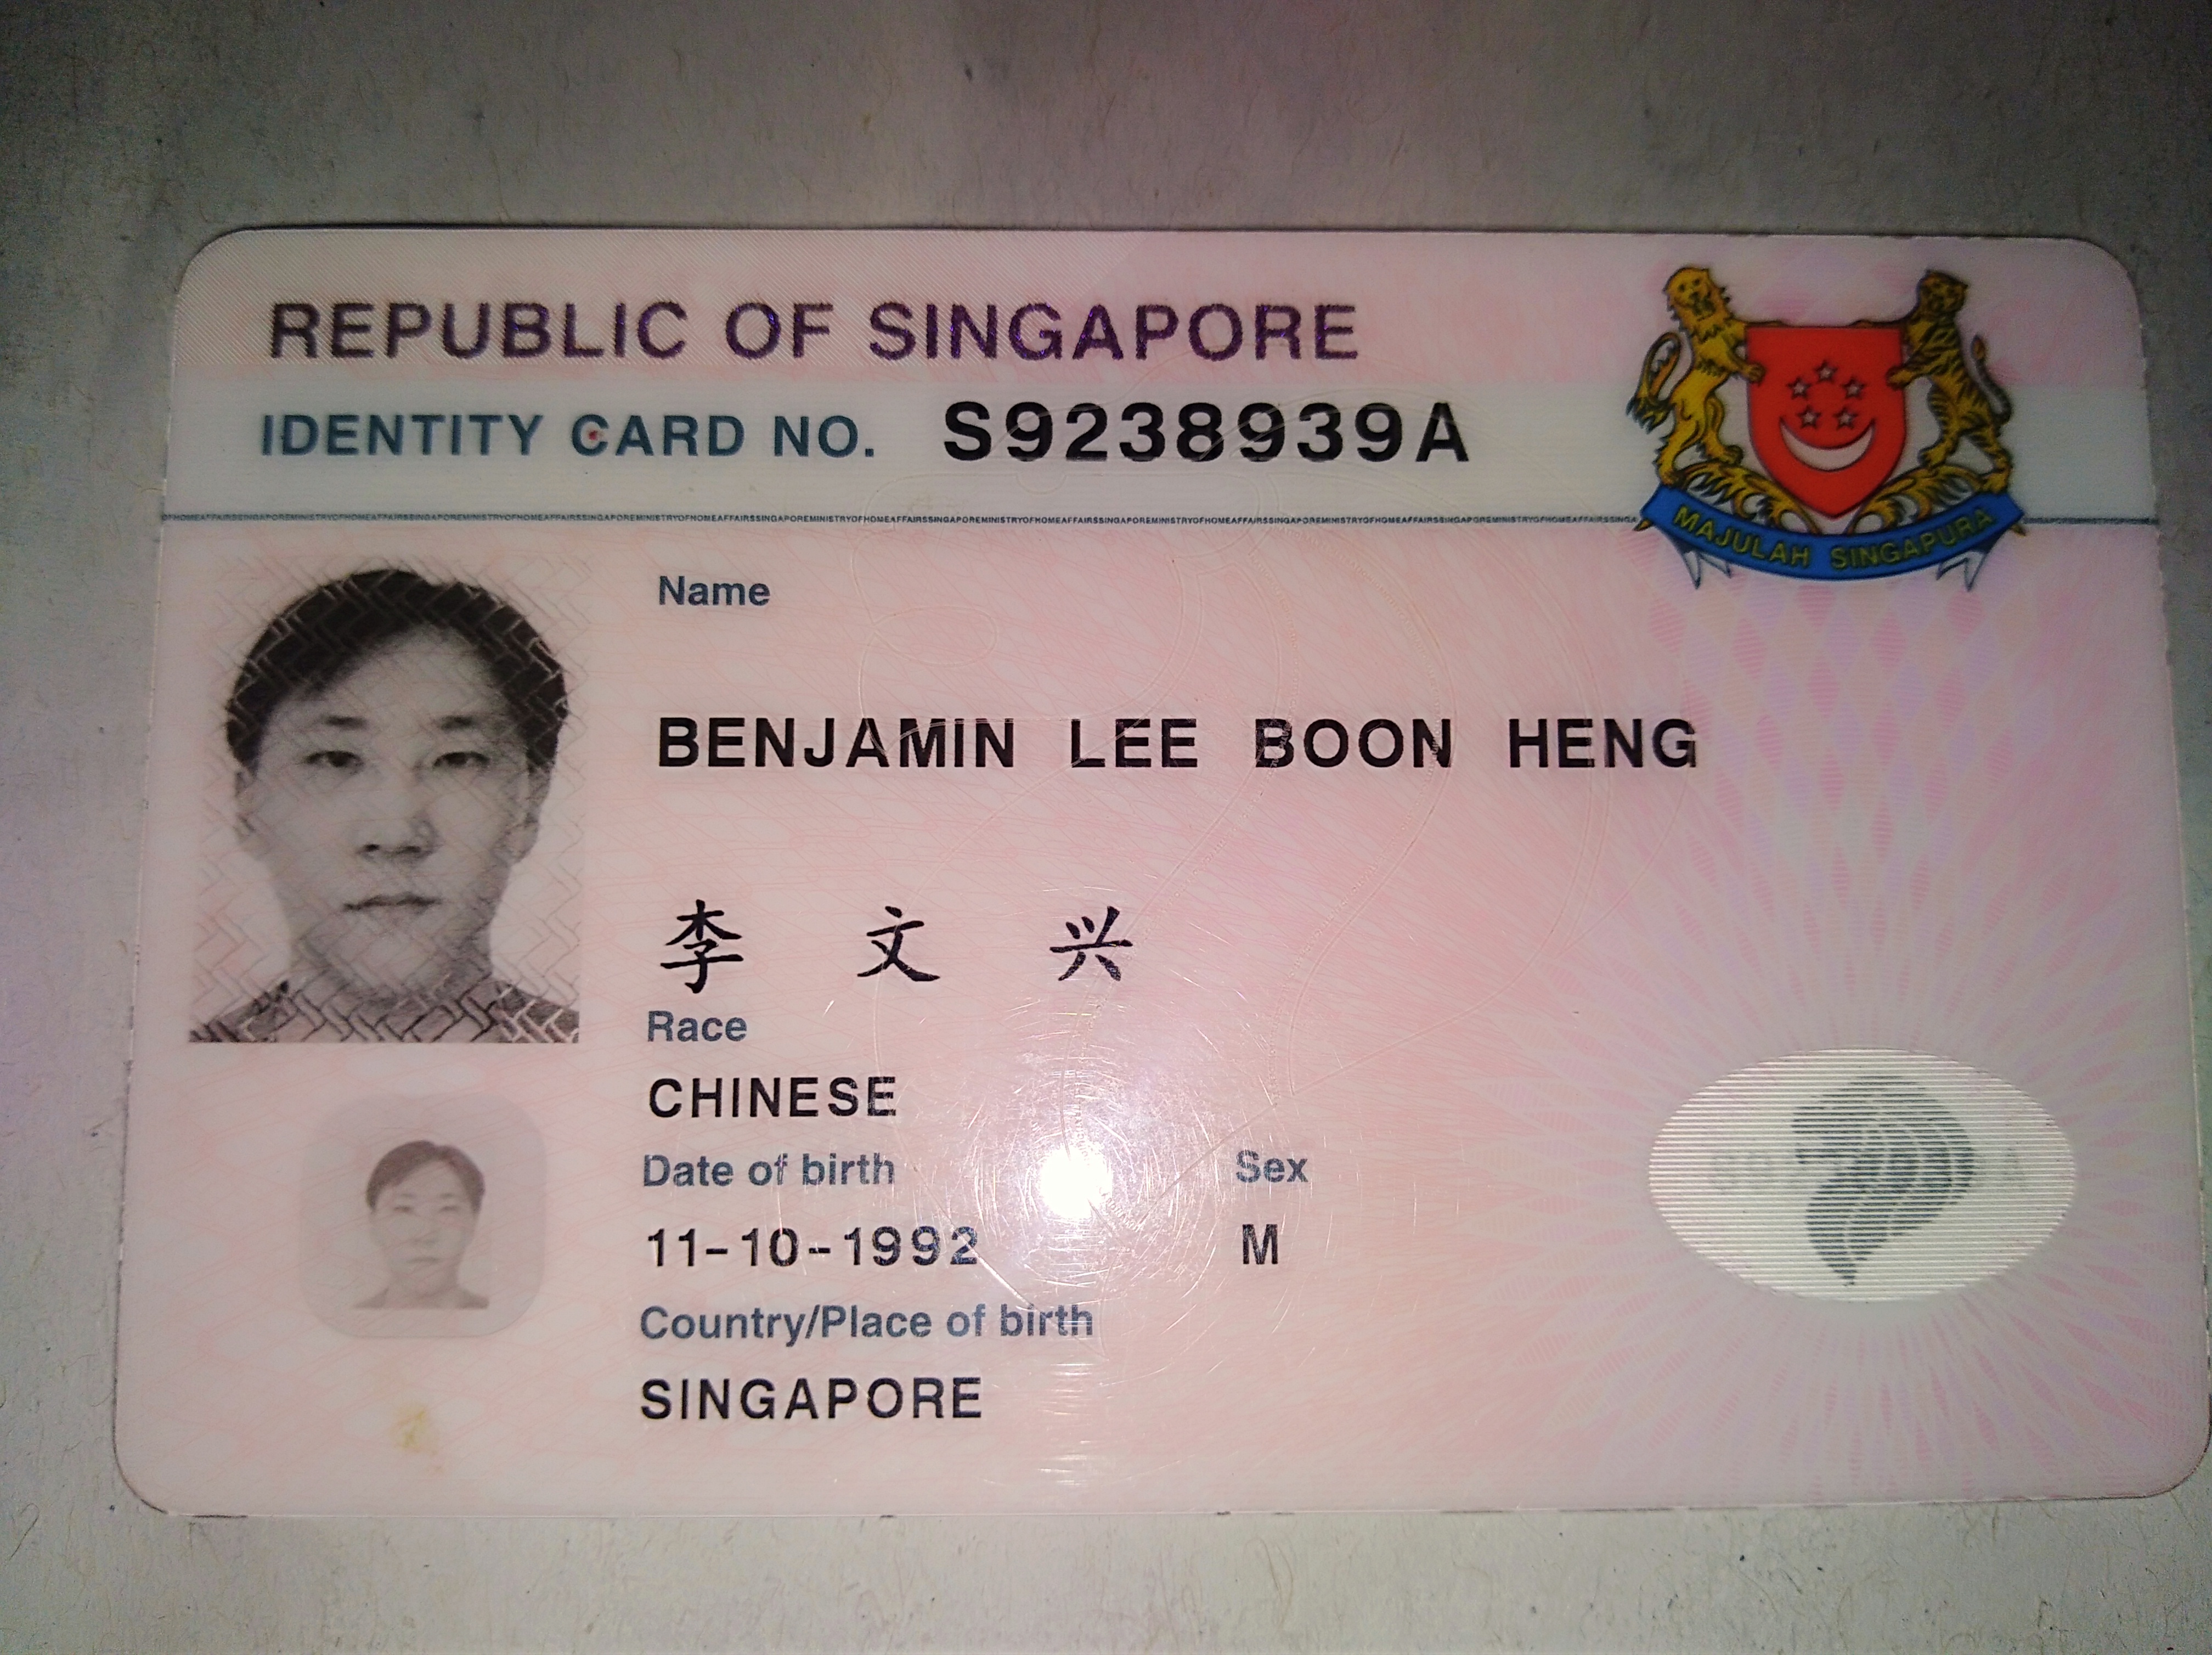 REPUBLIC OF SINGAPORE
IDENTITY CARD NO. S9238939A
MAJULAH SINGAPURA
Name
BENJAMIN LEE BOON HENG
李 文 兴
Race
CHINESE
Date of birth Sex
11-10-1992 M
Country/Place of birth
SINGAPORE